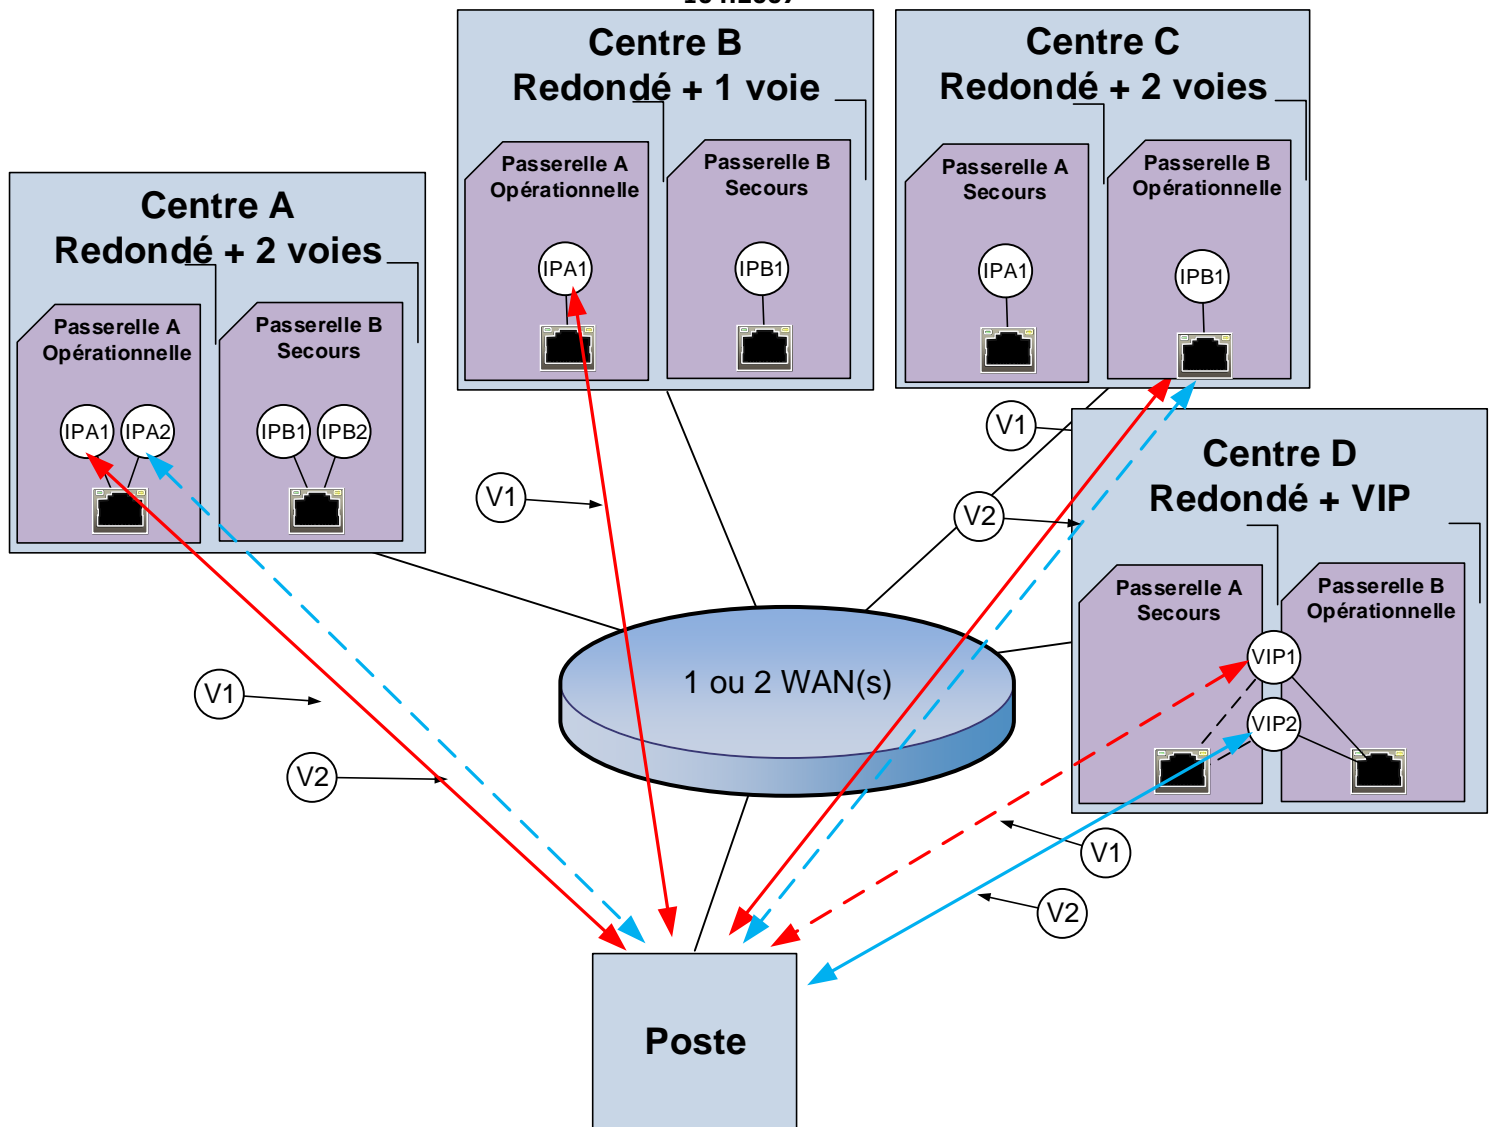 Centre B
Redondé + 1 voie
Passerelle A
Opérationnelle
IPA1
Passerelle B
Secours
IPB1
Centre C
Redondé + 2 voies
Passerelle A
Secours
IPA1
Passerelle B
Opérationnelle
IPB1
Centre A
Redondé + 2 voies
Passerelle A
Opérationnelle
IPA1
IPA2
Passerelle B
Secours
IPB1
IPB2
Centre D
Redondé + VIP
Passerelle A
Secours
Passerelle B
Opérationnelle
VIP1
VIP2
V1
V1
V2
V1
V2
1 ou 2 WAN(s)
V1
V2
Poste